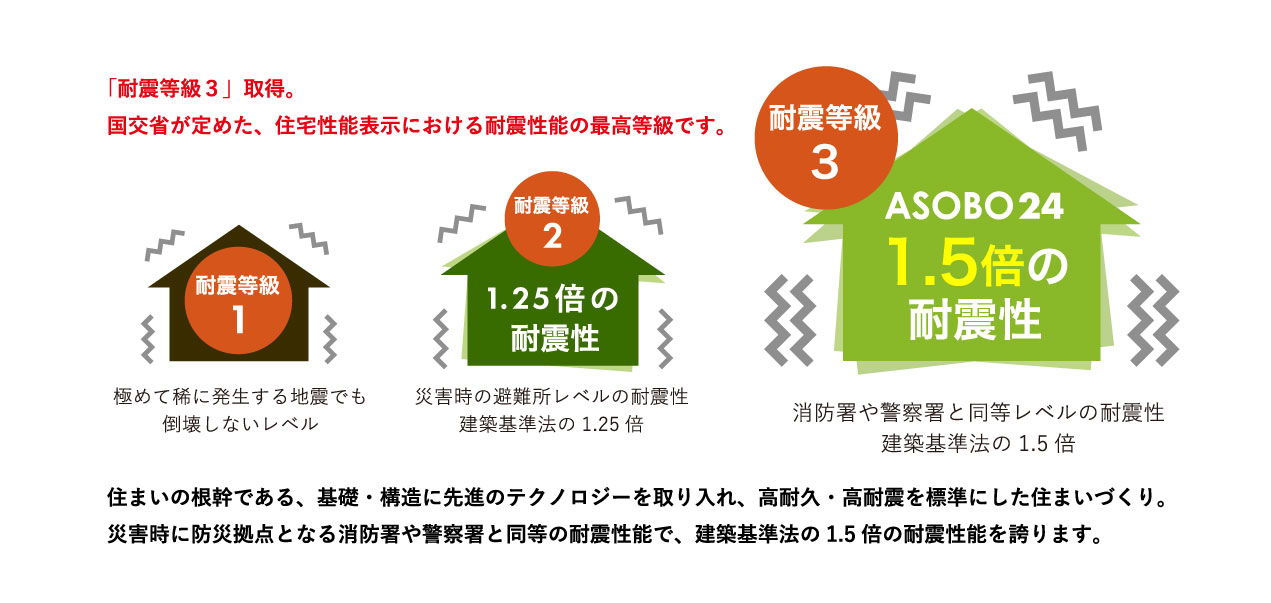 「耐震等級３」取得。
国交省が定めた、住宅性能表示における耐震性能の最高等級です。
耐震等級
1
極めて稀に発生する地震でも
倒壊しないレベル
耐震等級
2
1.25倍の
耐震性
災害時の避難所レベルの耐震性
建築基準法の 1.25 倍
耐震等級
3
ASOBO24
1.5倍の
耐震性
消防署や警察署と同等レベルの耐震性
建築基準法の 1.5 倍
住まいの根幹である、基礎・構造に先進のテクノロジーを取り入れ、高耐久・高耐震を標準にした住まいづくり。
災害時に防災拠点となる消防署や警察署と同等の耐震性能で、建築基準法の 1.5 倍の耐震性能を誇ります。